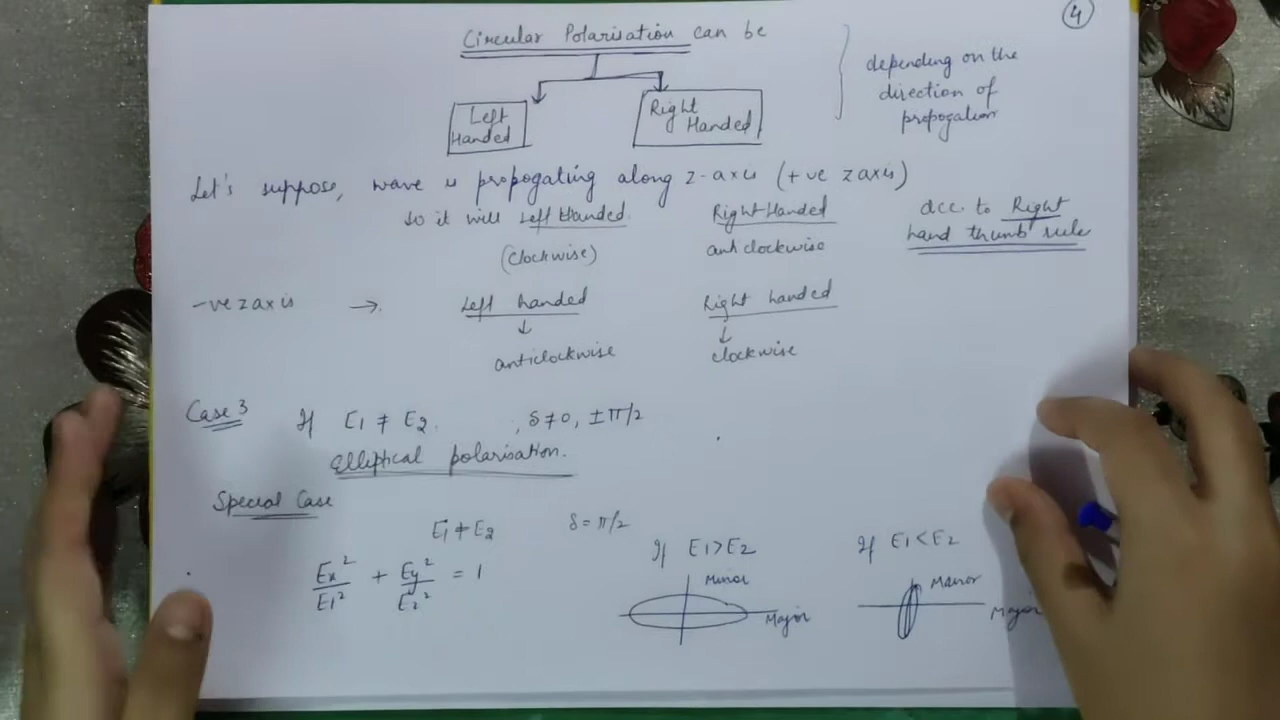 4
Circular Polarisation can be
depending on the
direction of
propogation
Left
Handed
Right
Handed
Let's suppose, wave is propogating along z-axis (+ve z axis)
so it will Left Handed Right Handed
acc. to Right
hand thumb rule
(clockwise) anticlockwise
-ve z axis → Left handed Right handed
↓ ↓
anticlockwise clockwise
Case 3 If E1 ≠ E2 , δ ≠ 0, ± π/2
Elliptical polarisation.
Special Case
E1 ≠ E2 δ = π/2
If E1 > E2 If E1 < E2
Ex²/E1² + Ey²/E2² = 1
Minor
Major
Major